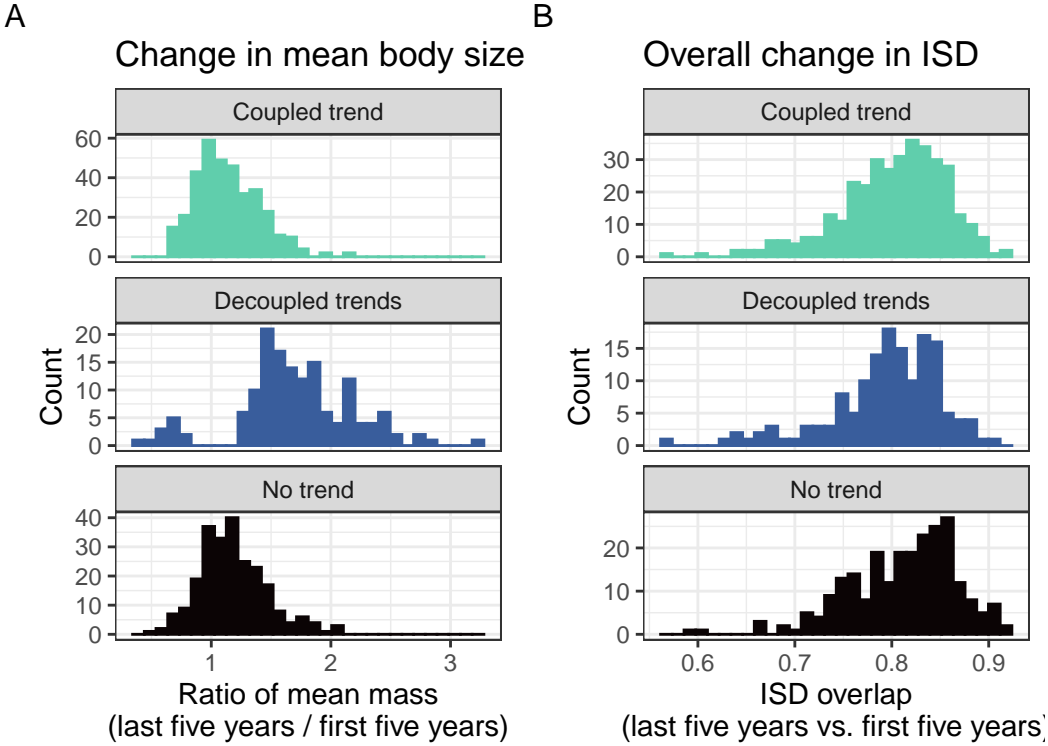 A
Change in mean body size
Coupled trend
60
40
20
0
Decoupled trends
20
15
10
5
0
No trend
40
30
20
10
0
Count
1
2
3
Ratio of mean mass
(last five years / first five years)
B
Overall change in ISD
Coupled trend
30
20
10
0
Decoupled trends
15
10
5
0
No trend
20
10
0
Count
0.6
0.7
0.8
0.9
ISD overlap
(last five years vs. first five years)